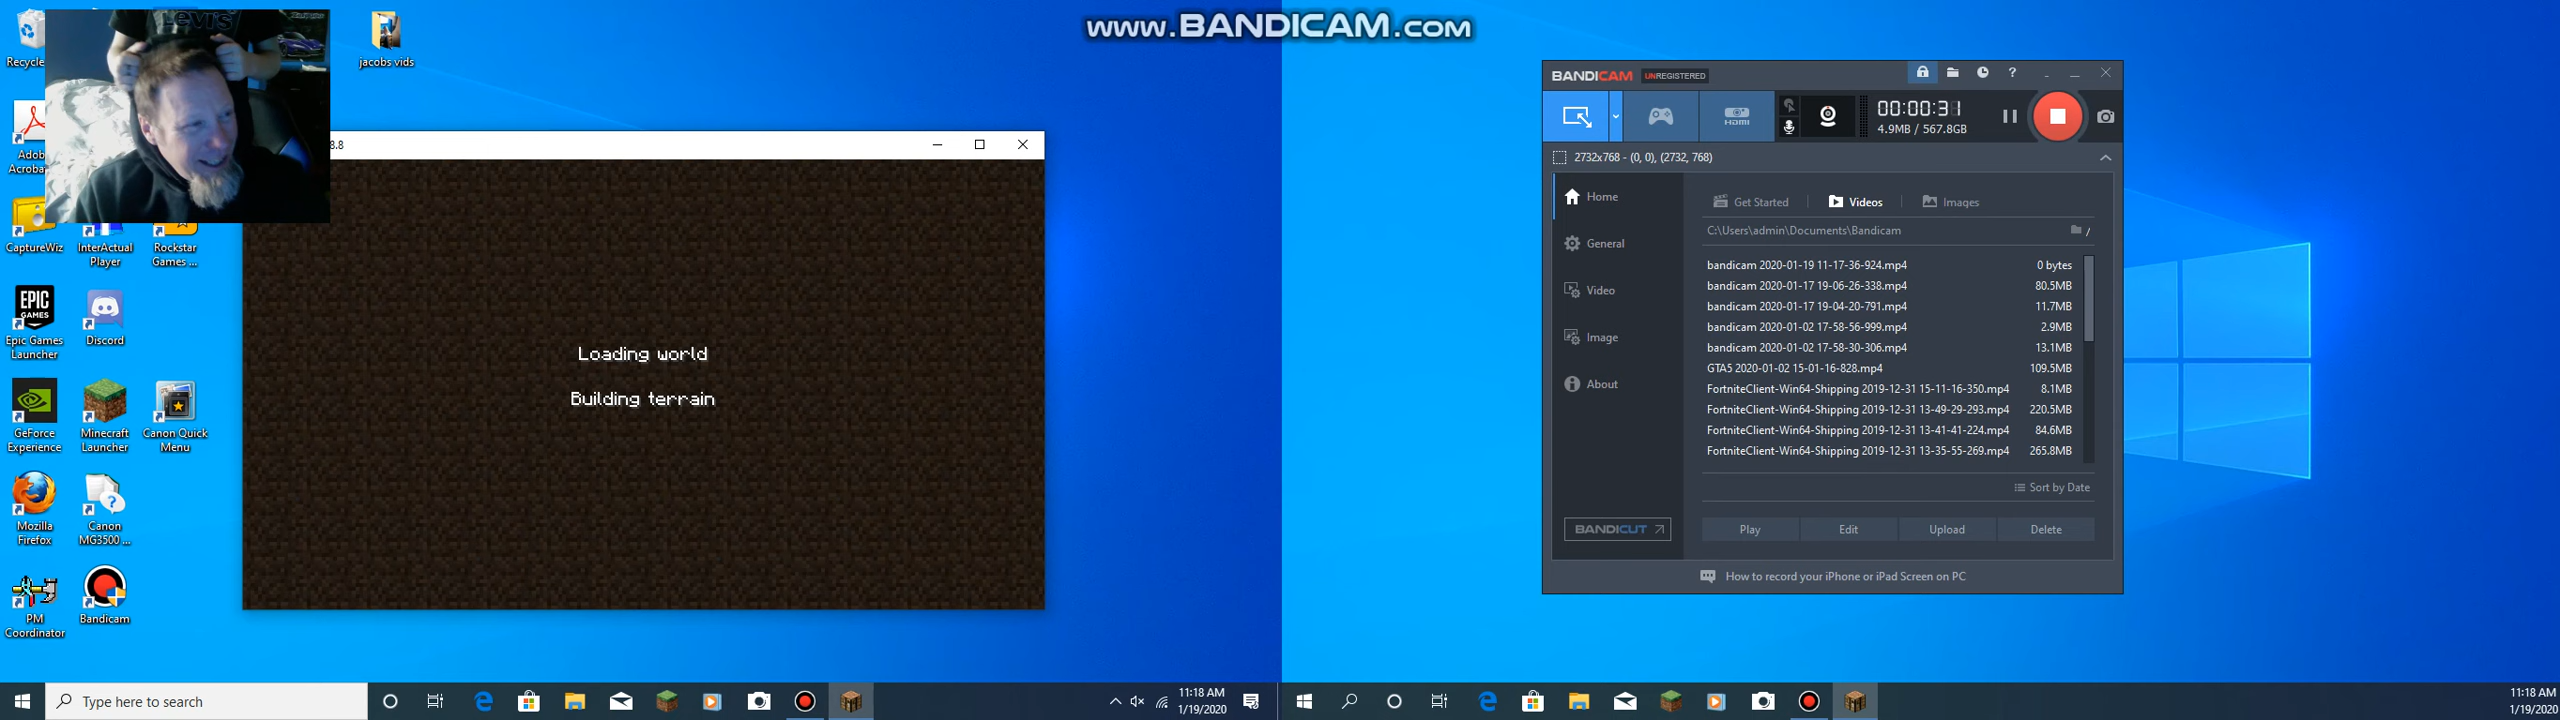 Recycle
LEVI'S
jacobs vids
www.BANDICAM.com
Adob
Acroba
8.8
CaptureWiz
InterActual
Player
Rockstar
Games ...
EPIC
GAMES
Epic Games
Launcher
Discord
GeForce
Experience
Minecraft
Launcher
Canon Quick
Menu
Mozilla
Firefox
Canon
MG3500 ...
PM
Coordinator
Bandicam
Loading world
Building terrain
BANDICAM UNREGISTERED
?
HDMI
00:00:31
4.9MB / 567.8GB
2732x768 - (0, 0), (2732, 768)
Home
General
Video
Image
About
BANDICUT
Get Started
Videos
Images
C:\Users\admin\Documents\Bandicam
/
bandicam 2020-01-19 11-17-36-924.mp4 0 bytes
bandicam 2020-01-17 19-06-26-338.mp4 80.5MB
bandicam 2020-01-17 19-04-20-791.mp4 11.7MB
bandicam 2020-01-02 17-58-56-999.mp4 2.9MB
bandicam 2020-01-02 17-58-30-306.mp4 13.1MB
GTA5 2020-01-02 15-01-16-828.mp4 109.5MB
FortniteClient-Win64-Shipping 2019-12-31 15-11-16-350.mp4 8.1MB
FortniteClient-Win64-Shipping 2019-12-31 13-49-29-293.mp4 220.5MB
FortniteClient-Win64-Shipping 2019-12-31 13-41-41-224.mp4 84.6MB
FortniteClient-Win64-Shipping 2019-12-31 13-35-55-269.mp4 265.8MB
Sort by Date
Play
Edit
Upload
Delete
How to record your iPhone or iPad Screen on PC
Type here to search
11:18 AM
1/19/2020
11:18 AM
1/19/2020